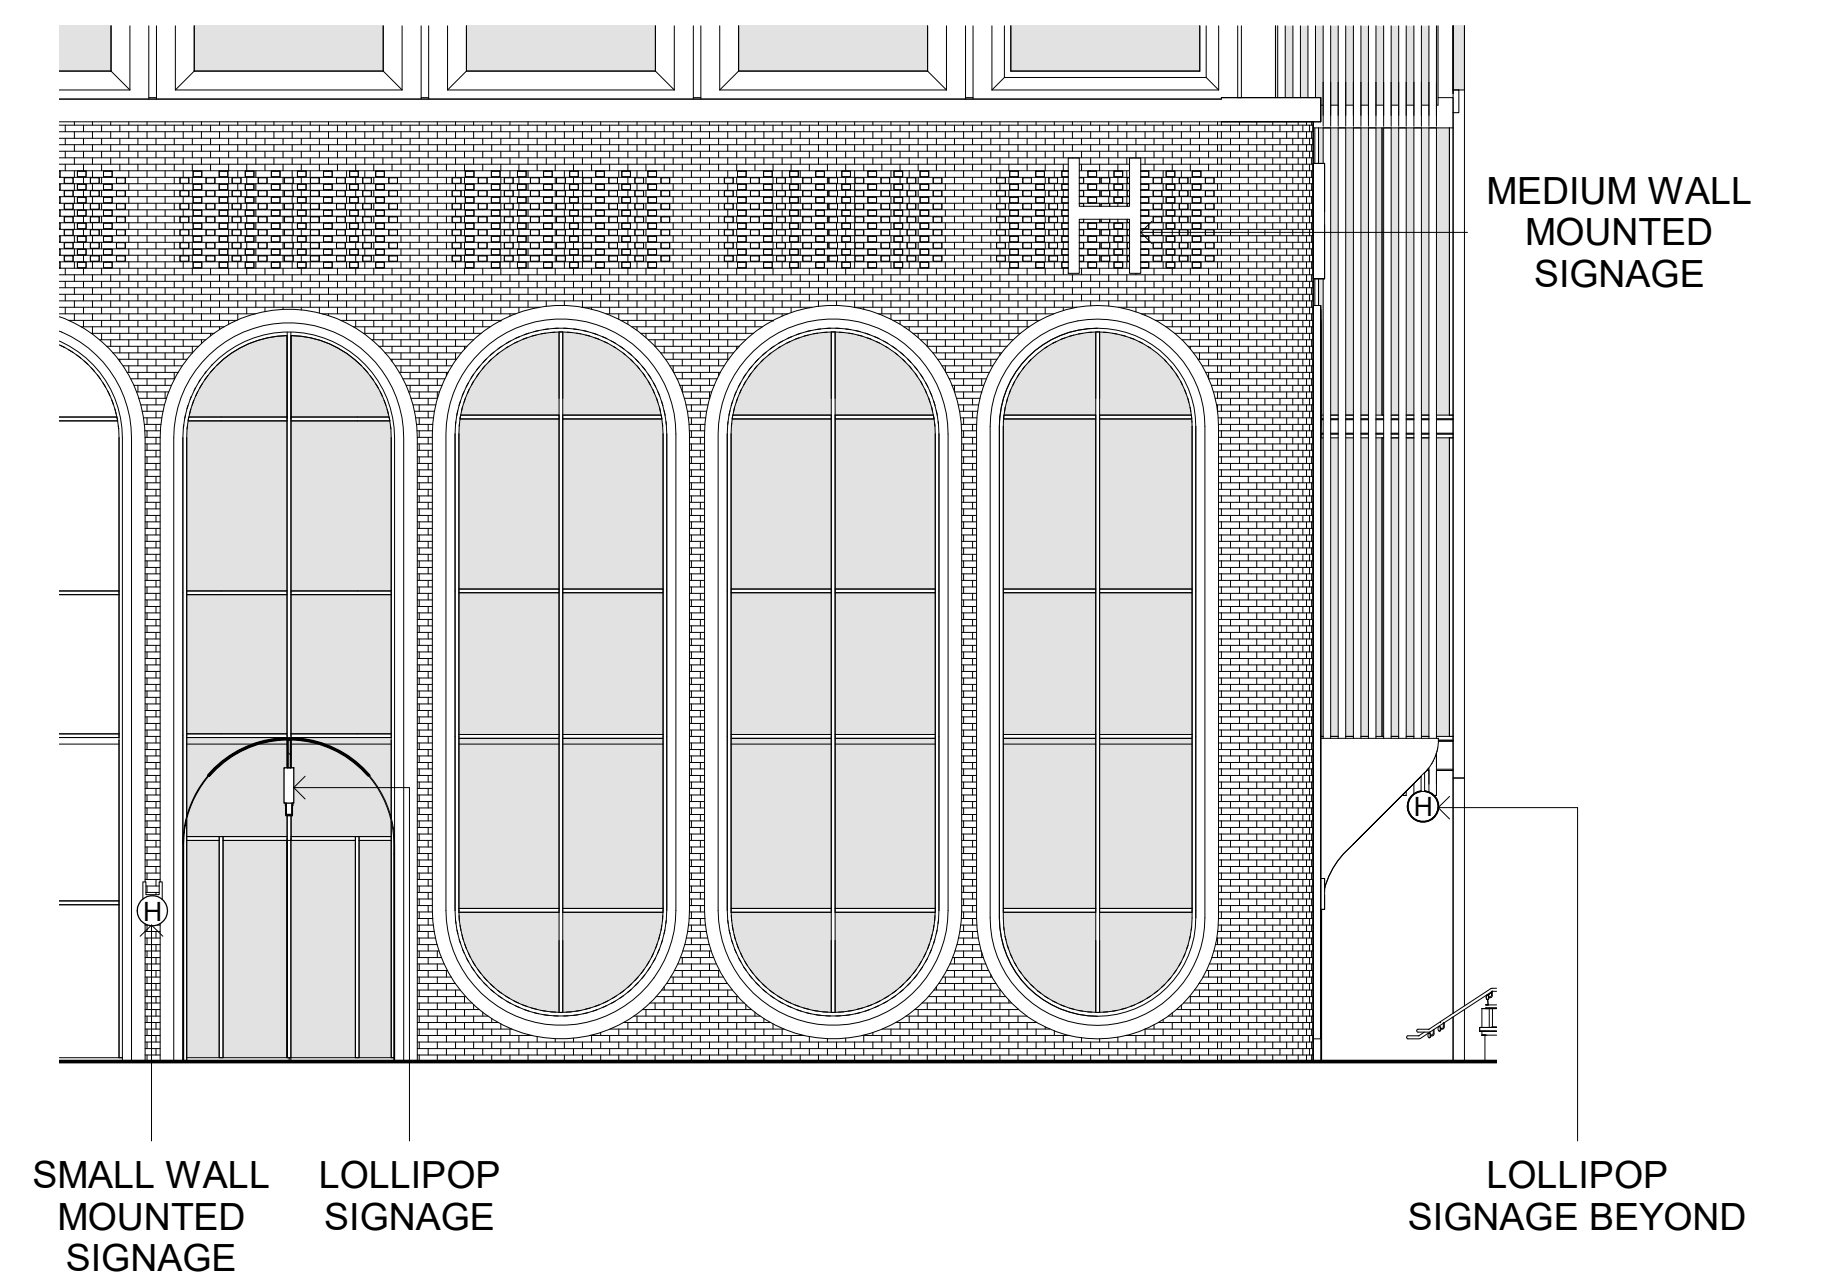 H
MEDIUM WALL
MOUNTED
SIGNAGE
H
H
SMALL WALL
MOUNTED
SIGNAGE
LOLLIPOP
SIGNAGE
LOLLIPOP
SIGNAGE BEYOND